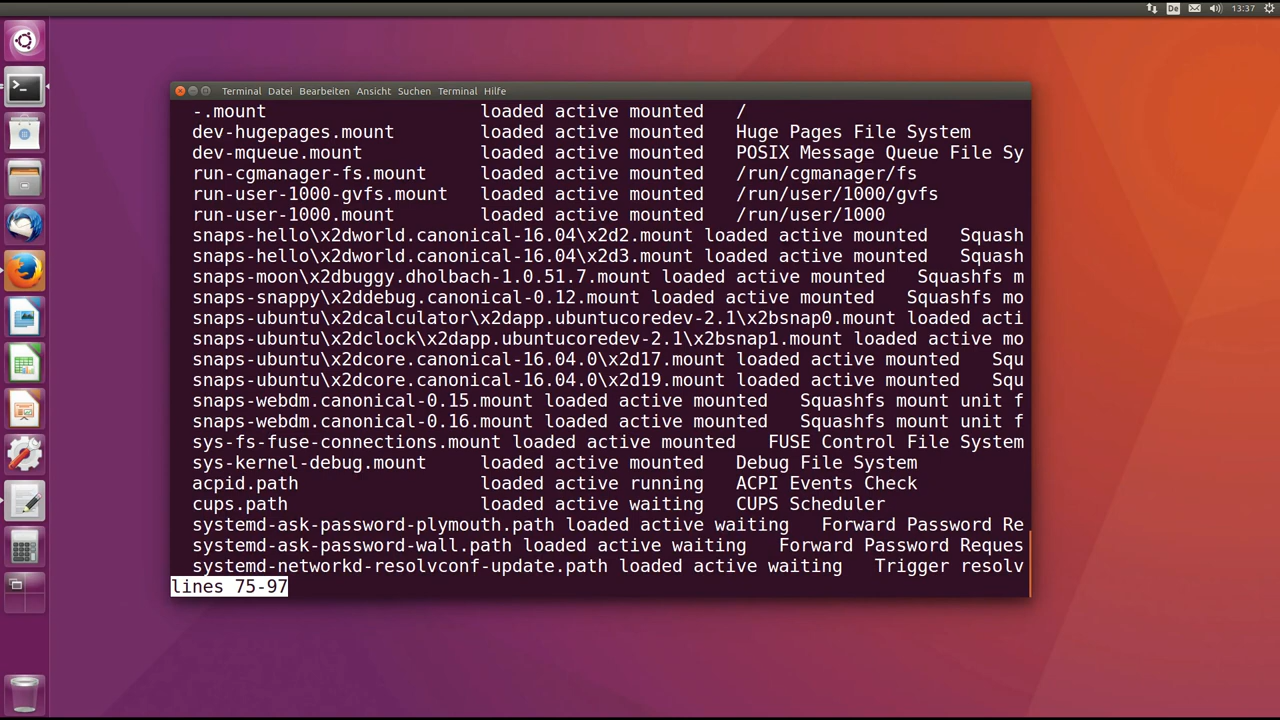 De 13:37
Terminal Datei Bearbeiten Ansicht Suchen Terminal Hilfe
-.mount loaded active mounted /
dev-hugepages.mount loaded active mounted Huge Pages File System
dev-mqueue.mount loaded active mounted POSIX Message Queue File Sy
run-cgmanager-fs.mount loaded active mounted /run/cgmanager/fs
run-user-1000-gvfs.mount loaded active mounted /run/user/1000/gvfs
run-user-1000.mount loaded active mounted /run/user/1000
snaps-hello\x2dworld.canonical-16.04\x2d2.mount loaded active mounted Squash
snaps-hello\x2dworld.canonical-16.04\x2d3.mount loaded active mounted Squash
snaps-moon\x2dbuggy.dholbach-1.0.51.7.mount loaded active mounted Squashfs m
snaps-snappy\x2ddebug.canonical-0.12.mount loaded active mounted Squashfs mo
snaps-ubuntu\x2dcalculator\x2dapp.ubuntucoredev-2.1\x2bsnap0.mount loaded acti
snaps-ubuntu\x2dclock\x2dapp.ubuntucoredev-2.1\x2bsnap1.mount loaded active mo
snaps-ubuntu\x2dcore.canonical-16.04.0\x2d17.mount loaded active mounted Squ
snaps-ubuntu\x2dcore.canonical-16.04.0\x2d19.mount loaded active mounted Squ
snaps-webdm.canonical-0.15.mount loaded active mounted Squashfs mount unit f
snaps-webdm.canonical-0.16.mount loaded active mounted Squashfs mount unit f
sys-fs-fuse-connections.mount loaded active mounted FUSE Control File System
sys-kernel-debug.mount loaded active mounted Debug File System
acpid.path loaded active running ACPI Events Check
cups.path loaded active waiting CUPS Scheduler
systemd-ask-password-plymouth.path loaded active waiting Forward Password Re
systemd-ask-password-wall.path loaded active waiting Forward Password Reques
systemd-networkd-resolvconf-update.path loaded active waiting Trigger resolv
lines 75-97